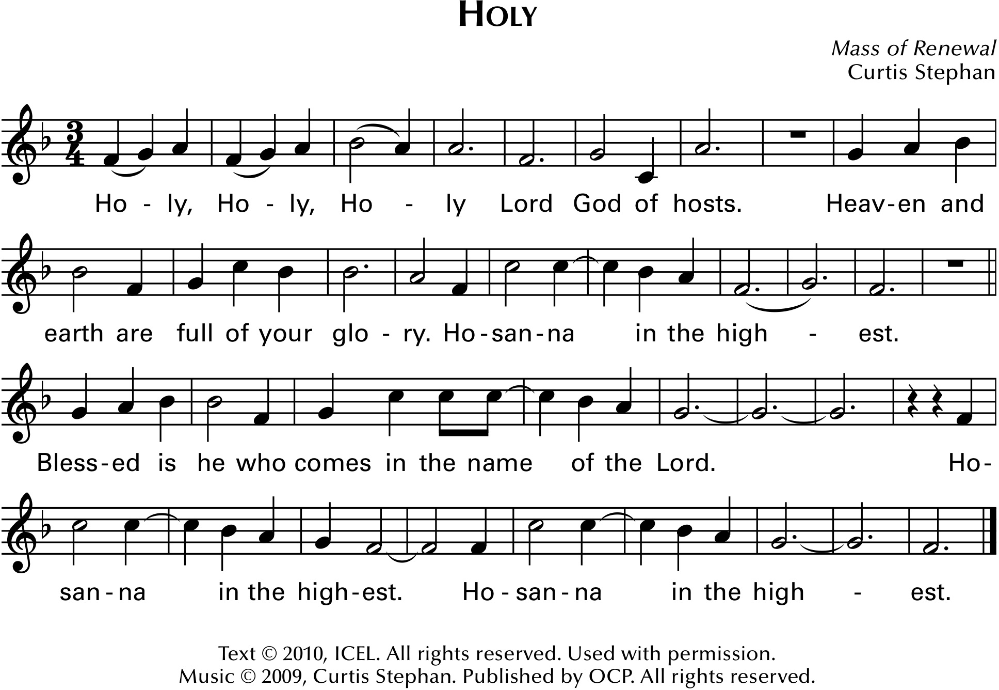 HOLY
Mass of Renewal
Curtis Stephan
3
4
Ho - ly, Ho - ly, Ho - ly Lord God of hosts. Heav-en and
earth are full of your glo - ry. Ho-san-na in the high - est.
Bless-ed is he who comes in the name of the Lord. Ho-
san-na in the high-est. Ho-san-na in the high - est.
Text © 2010, ICEL. All rights reserved. Used with permission.
Music © 2009, Curtis Stephan. Published by OCP. All rights reserved.